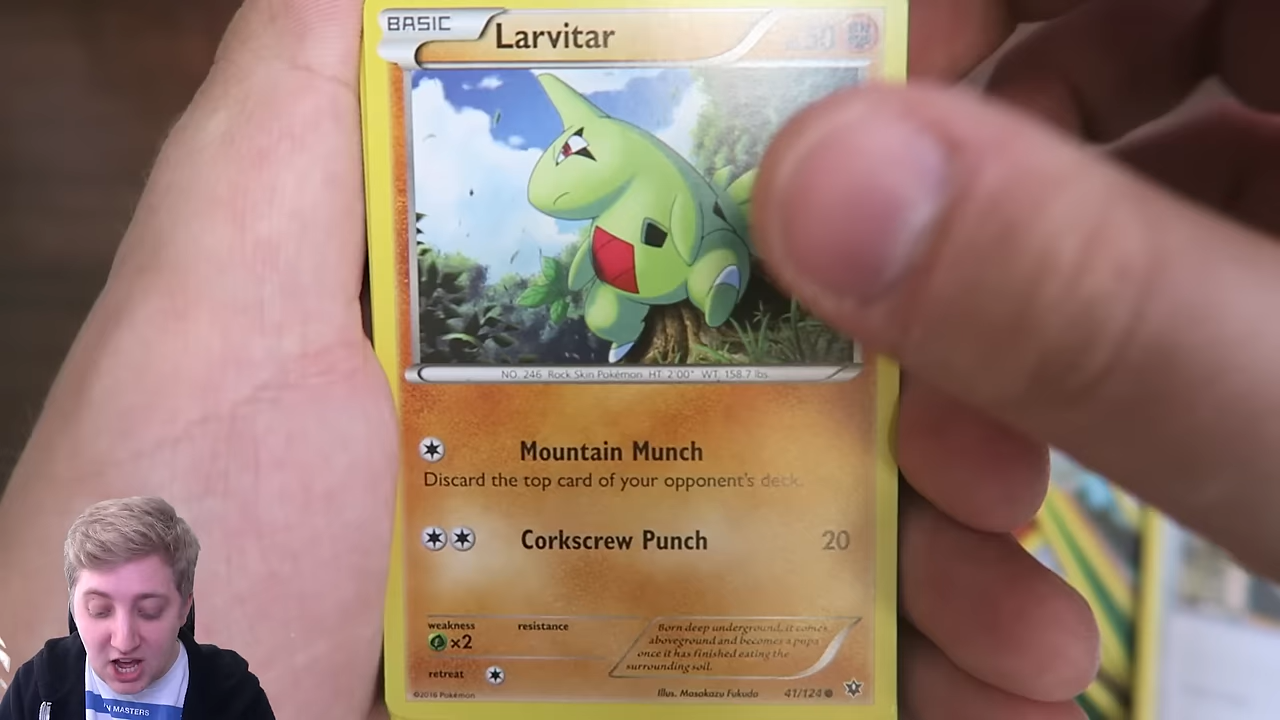 BASIC
Larvitar
50
NO. 246 Rock Skin Pokémon HT: 2'00" WT: 158.7 lbs.
Mountain Munch
Discard the top card of your opponent's deck.
Corkscrew Punch 20
weakness resistance
×2
Born deep underground, it comes
aboveground and becomes a pupa
once it has finished eating the
surrounding soil.
retreat
©2016 Pokémon Illus. Masakazu Fukuda 41/124
N MASTERS